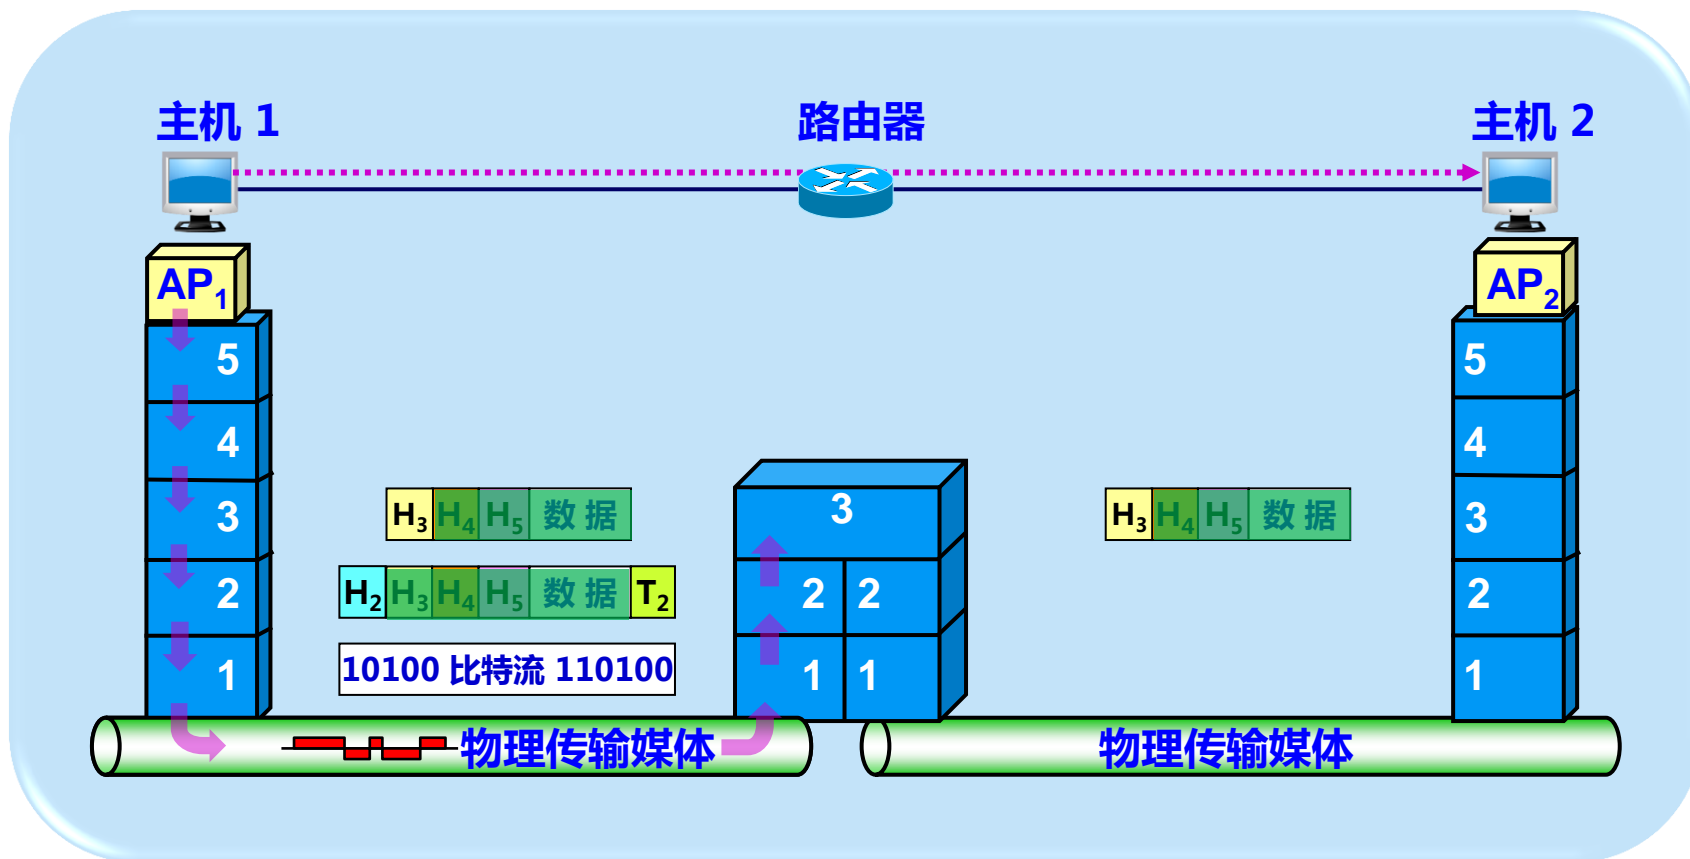 主机 1
路由器
主机 2
AP₁
AP₂
5
5
4
4
H₃ H₄ H₅ 数 据
3
3
H₃ H₄ H₅ 数 据
3
H₂ H₃ H₄ H₅ 数 据 T₂
2
2 2
2
10100 比特流 110100
1
1 1
1
物理传输媒体
物理传输媒体